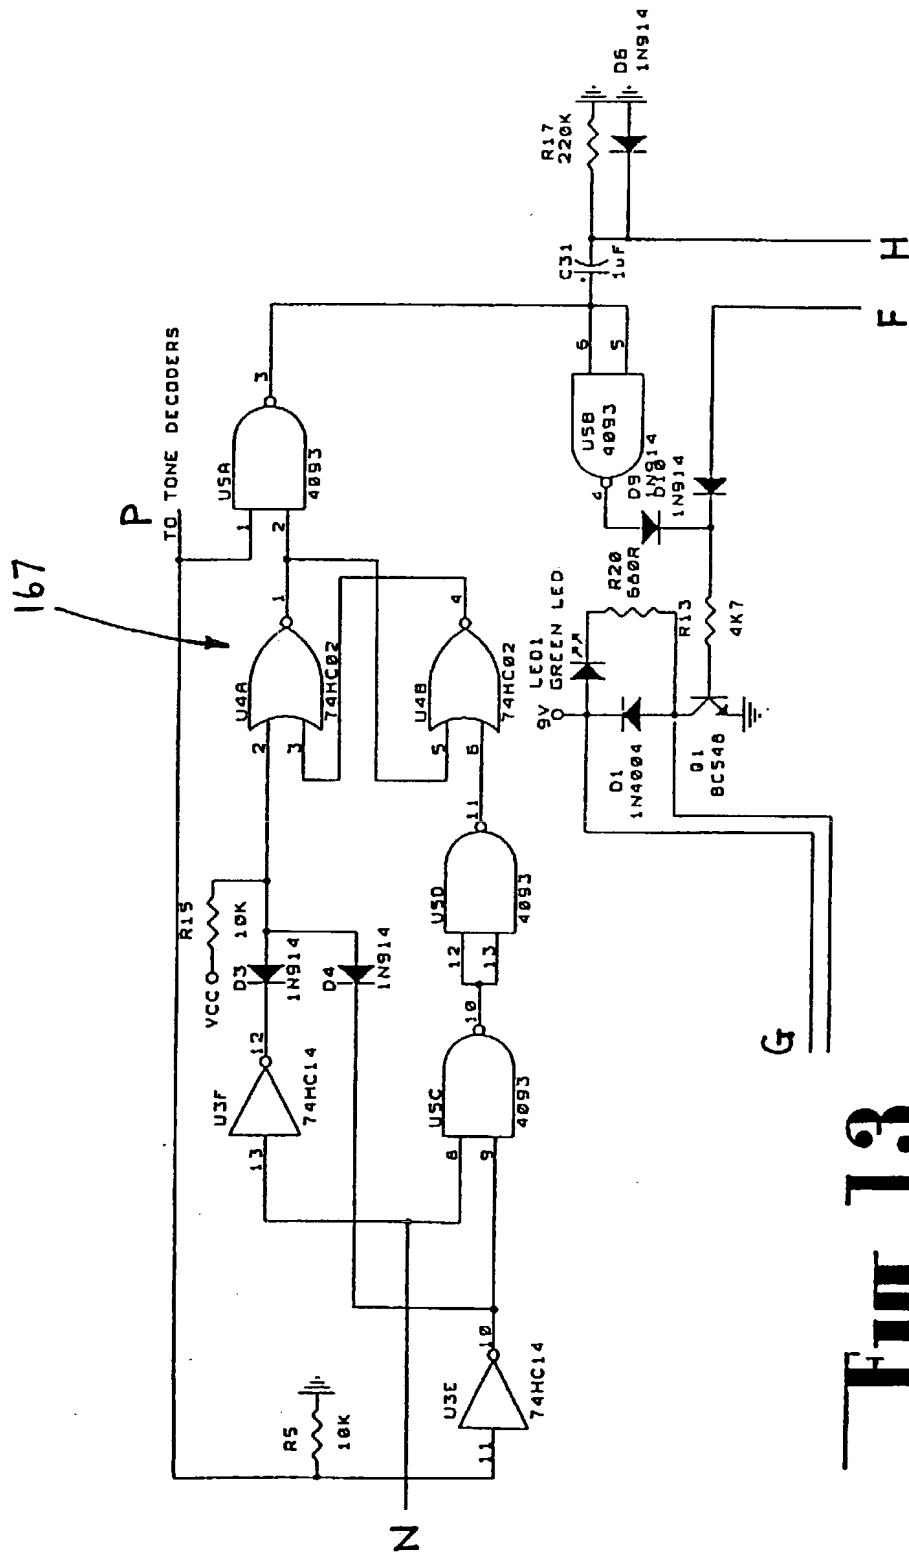 167
P
TO TONE DECODERS
U5A
1
2
3
4093
U4A
2
3
1
74HC02
U4B
5
6
4
74HC02
R15
10K
VCC
D3
1N914
D4
1N914
U3F
13
12
74HC14
U5C
8
9
10
4093
U5D
12
13
11
4093
R5
10K
U3E
11
10
74HC14
N
R17
220K
D6
1N914
C31
1uF
H
F
6
5
U5B
4093
4
D9
1N914
D10
1N914
R20
680R
R13
4K7
LED1
GREEN LED
9V
D1
1N4004
Q1
BC548
G